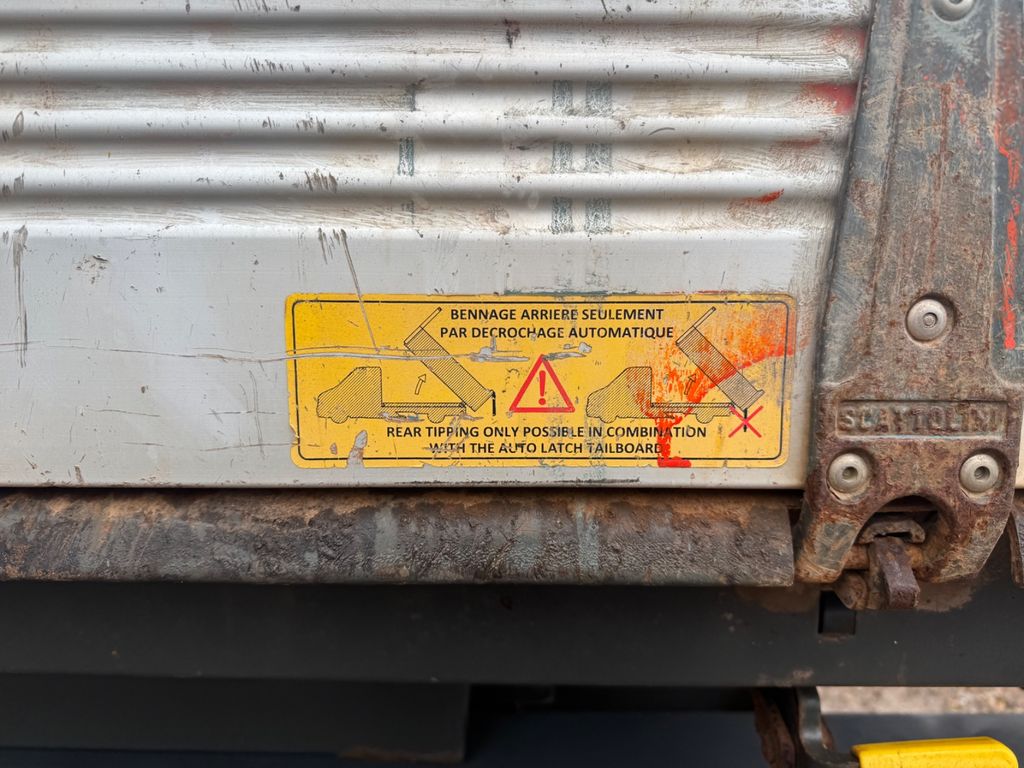 BENNAGE ARRIERE SEULEMENT
PAR DECROCHAGE AUTOMATIQUE
REAR TIPPING ONLY POSSIBLE IN COMBINATION
WITH THE AUTO LATCH TAILBOARD
SCATTOLINI